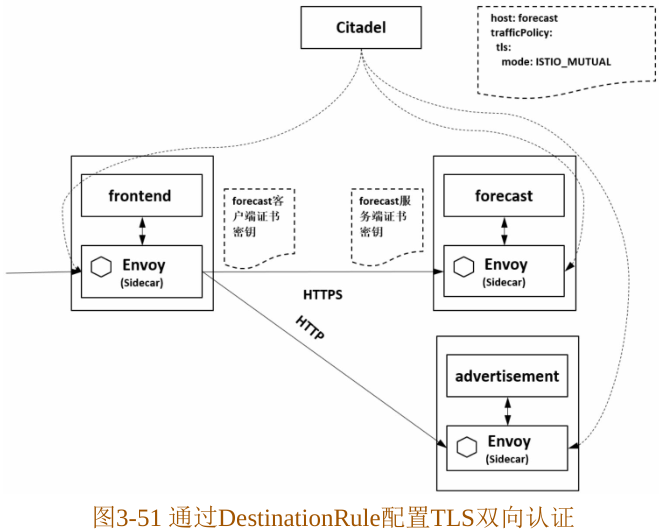 Citadel
host: forecast
trafficPolicy:
tls:
mode: ISTIO_MUTUAL
frontend
Envoy
(Sidecar)
forecast客
户端证书
密钥
forecast服
务端证书
密钥
forecast
Envoy
(Sidecar)
HTTPS
HTTP
advertisement
Envoy
(Sidecar)
图3-51 通过DestinationRule配置TLS双向认证